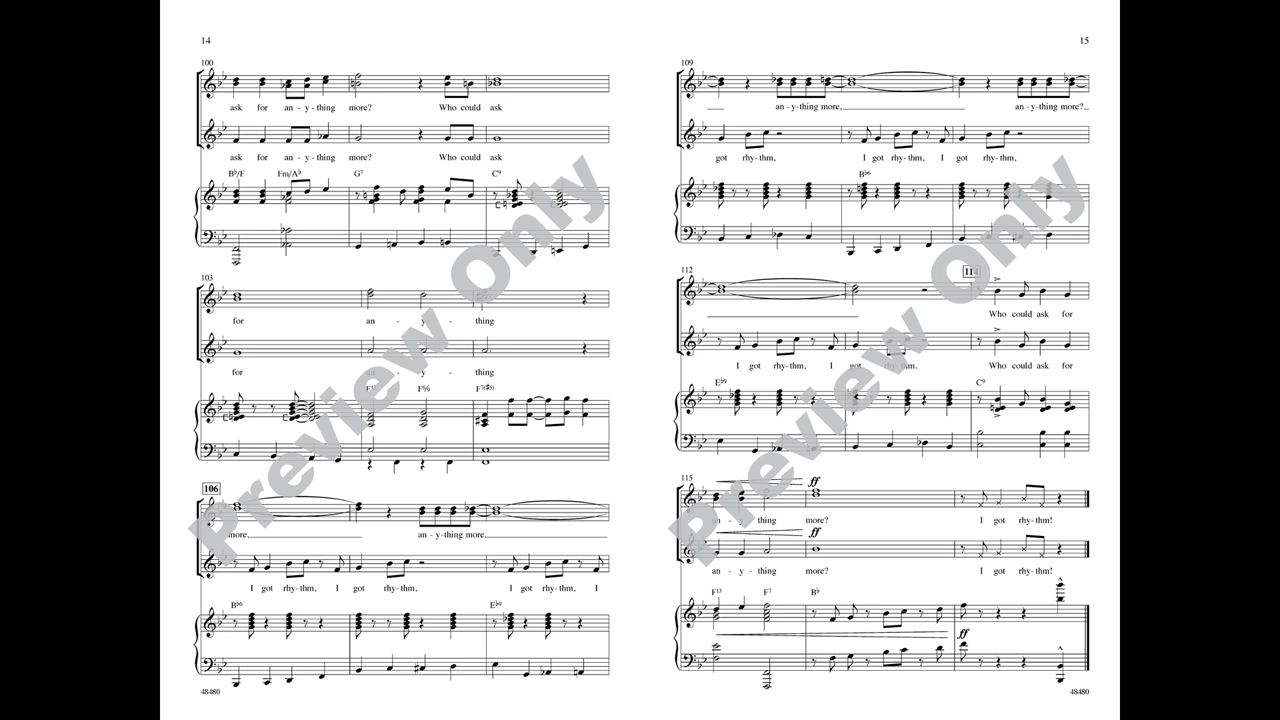 14
100
ask for an - y - thing more? Who could ask
ask for an - y - thing more? Who could ask
B♭/F Fm/A♭ G7 C9
103
for an - y - thing
for an - y - thing
F13 F7(♯5)
106
more, an - y - thing more,
I got rhy - thm, I got rhy - thm, I got rhy - thm, I
B♭6 E♭9
48480
Preview Only
15
109
an - y - thing more, an - y - thing more?
got rhy - thm, I got rhy - thm, I got rhy - thm,
B♭6
112 114
Who could ask for
I got rhy - thm, I got rhy - thm. Who could ask for
E♭9 C9
115
ff
an - y - thing more? I got rhy - thm!
ff
an - y - thing more? I got rhy - thm!
F13 F7 B♭
ff
48480
Preview Only